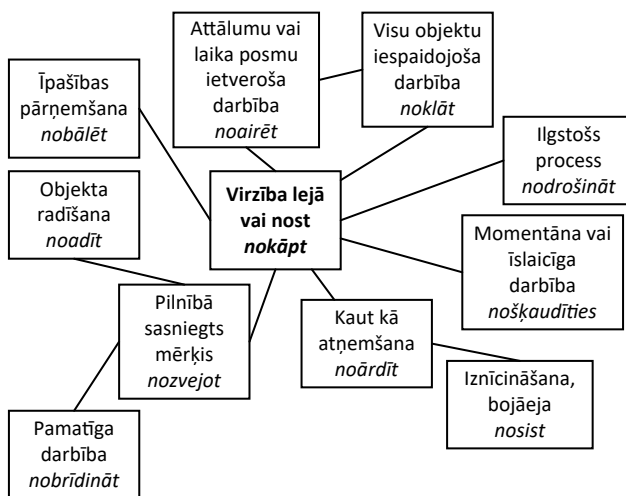 Attālumu vai
laika posmu
ietveroša
darbība
noairēt
Visu objektu
iespaidojoša
darbība
noklāt
Īpašības
pārņemšana
nobālēt
Ilgstošs
process
nodrošināt
Objekta
radīšana
noadīt
Virzība lejā
vai nost
nokāpt
Momentāna vai
īslaicīga
darbība
nošķaudīties
Pilnībā
sasniegts
mērķis
nozvejot
Kaut kā
atņemšana
noārdīt
Iznīcināšana,
bojāeja
nosist
Pamatīga
darbība
nobrīdināt